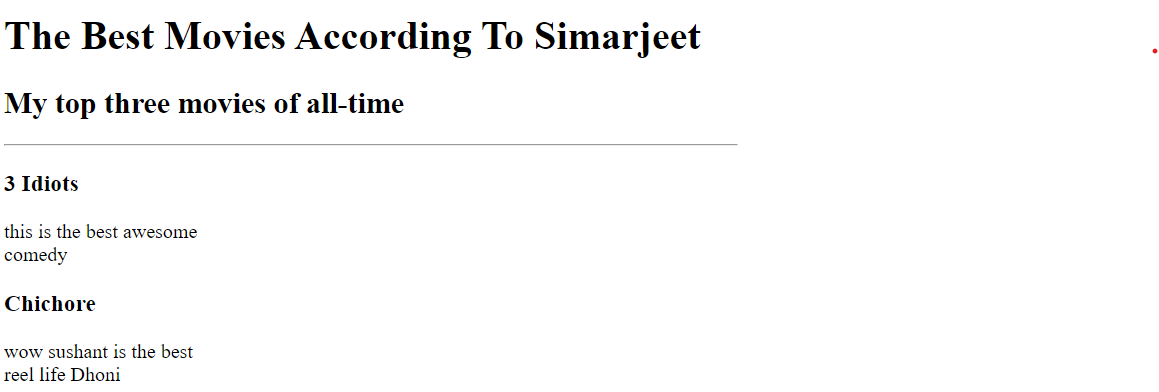 The Best Movies According To Simarjeet
My top three movies of all-time
3 Idiots
this is the best awesome
comedy
Chichore
wow sushant is the best
reel life Dhoni